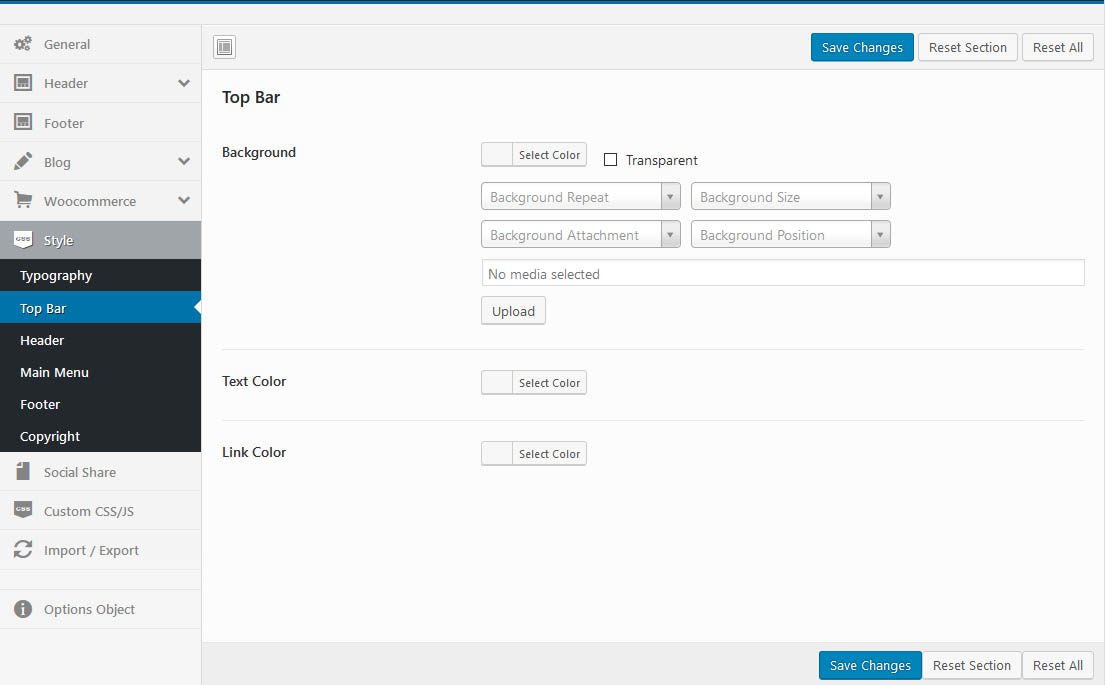 General
Header
Footer
Blog
Woocommerce
CSS Style
Typography
Top Bar
Header
Main Menu
Footer
Copyright
Social Share
CSS Custom CSS/JS
Import / Export
Options Object
Save Changes Reset Section Reset All
Top Bar
Background Select Color Transparent
Background Repeat Background Size
Background Attachment Background Position
No media selected
Upload
Text Color Select Color
Link Color Select Color
Save Changes Reset Section Reset All